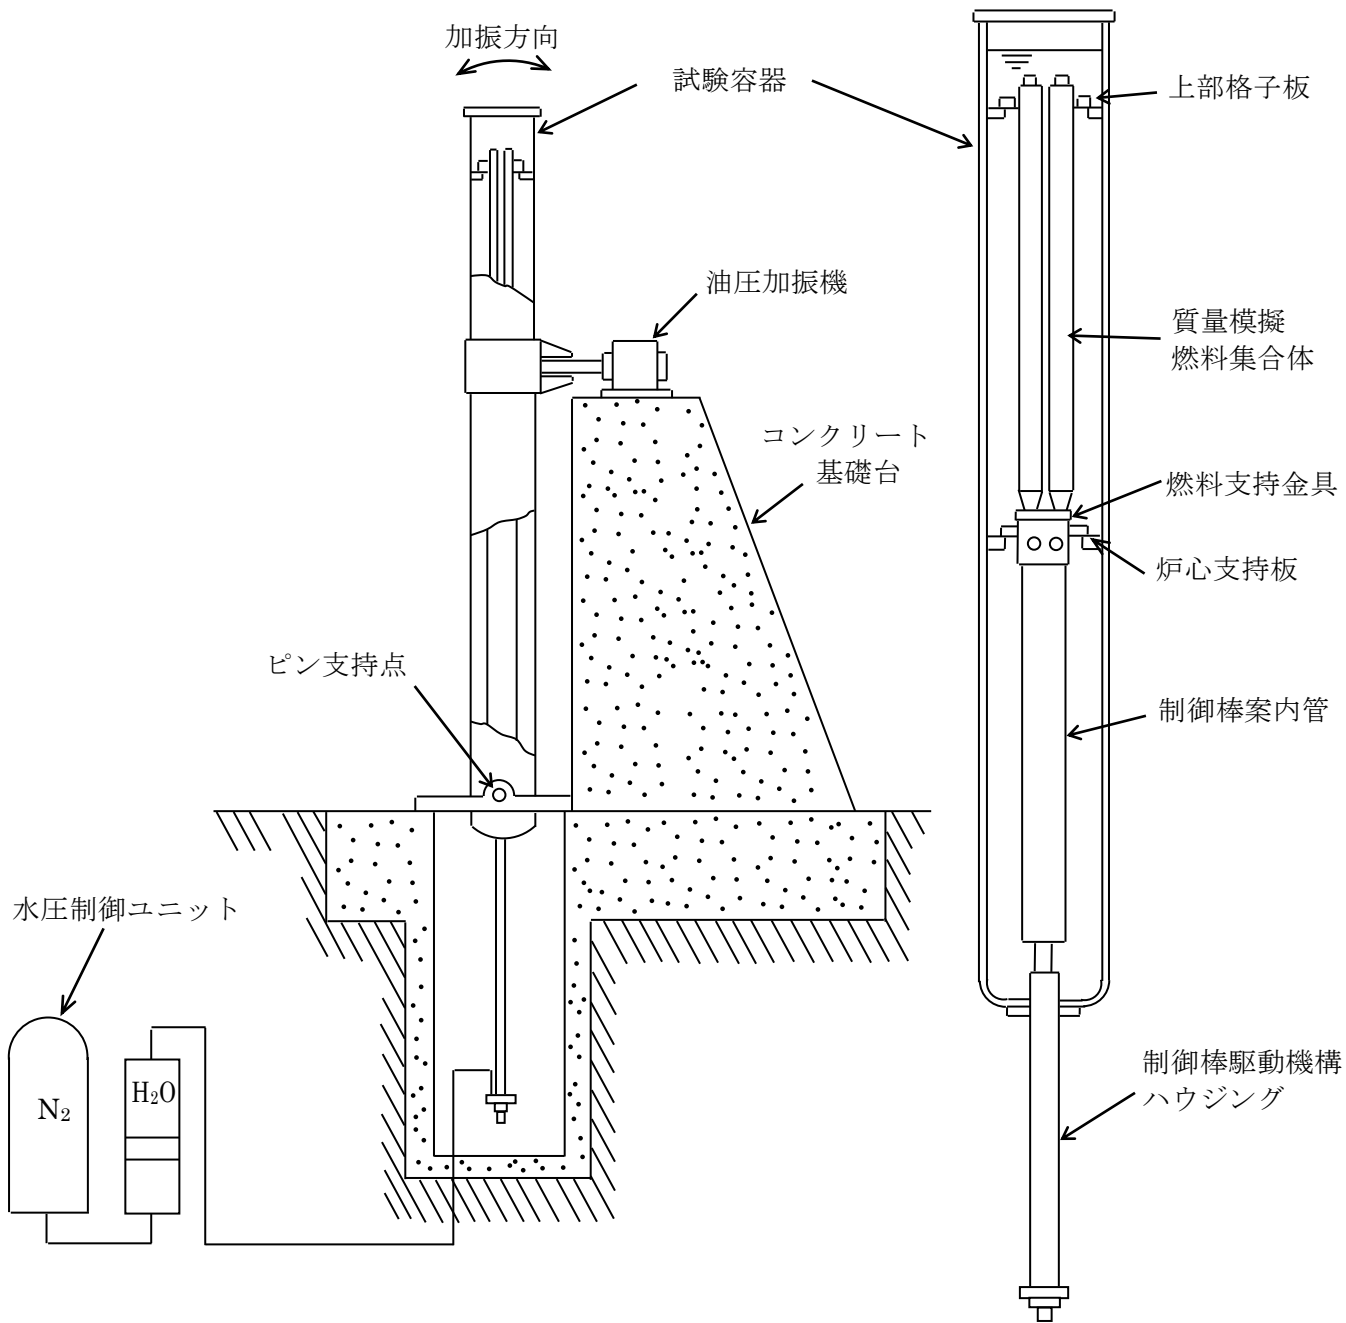 加振方向
試験容器
上部格子板
油圧加振機
質量模擬
燃料集合体
コンクリート
基礎台
燃料支持金具
炉心支持板
ピン支持点
制御棒案内管
水圧制御ユニット
N₂
H₂O
制御棒駆動機構
ハウジング